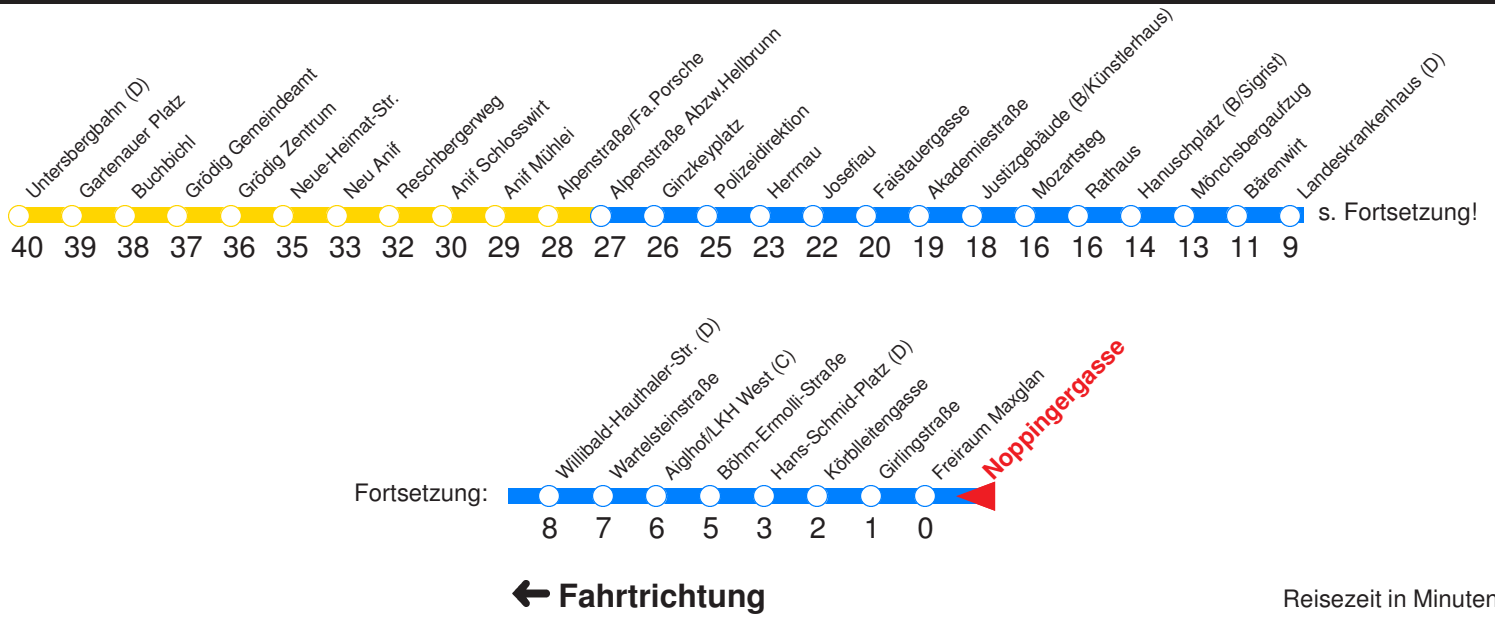 Untersbergbahn (D)
Gartenauer Platz
Buchbichl
Grödig Gemeindeamt
Grödig Zentrum
Neue-Heimat-Str.
Neu Anif
Reschbergerweg
Anif Schlosswirt
Anif Mühlei
Alpenstraße/Fa.Porsche
Alpenstraße Abzw.Hellbrunn
Ginzkeyplatz
Polizeidirektion
Herrnau
Josefiau
Faistauergasse
Akademiestraße
Justizgebäude (B/Künstlerhaus)
Mozartsteg
Rathaus
Hanuschplatz (B/Sigrist)
Mönchsbergaufzug
Bärenwirt
Landeskrankenhaus (D)
s. Fortsetzung!
40 39 38 37 36 35 33 32 30 29 28 27 26 25 23 22 20 19 18 16 16 14 13 11 9
Willibald-Hauthaler-Str. (D)
Wartelsteinstraße
Aiglhof/LKH West (C)
Böhm-Ermolli-Straße
Hans-Schmid-Platz (D)
Körblleitengasse
Girlingstraße
Freiraum Maxglan
Noppingergasse
Fortsetzung:
8 7 6 5 3 2 1 0
← Fahrtrichtung
Reisezeit in Minuten